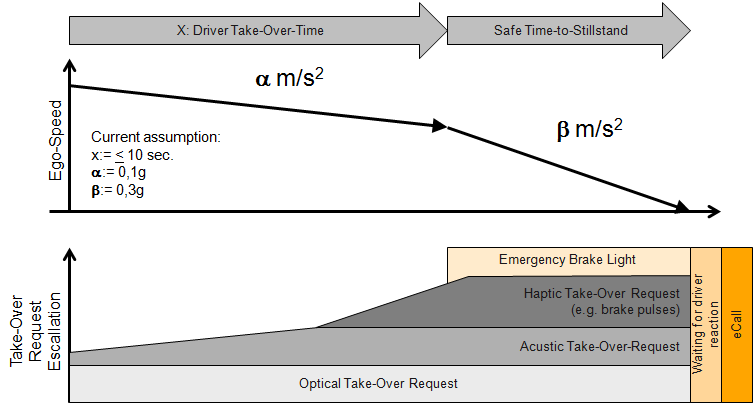 X: Driver Take-Over-Time
Safe Time-to-Stillstand
α m/s²
β m/s²
Ego-Speed
Current assumption:
x:= ≤ 10 sec.
α:= 0,1g
β:= 0,3g
Take-Over
Request
Escallation
Emergency Brake Light
Haptic Take-Over Request
(e.g. brake pulses)
Acustic Take-Over-Request
Optical Take-Over Request
Waiting for driver
reaction
eCall